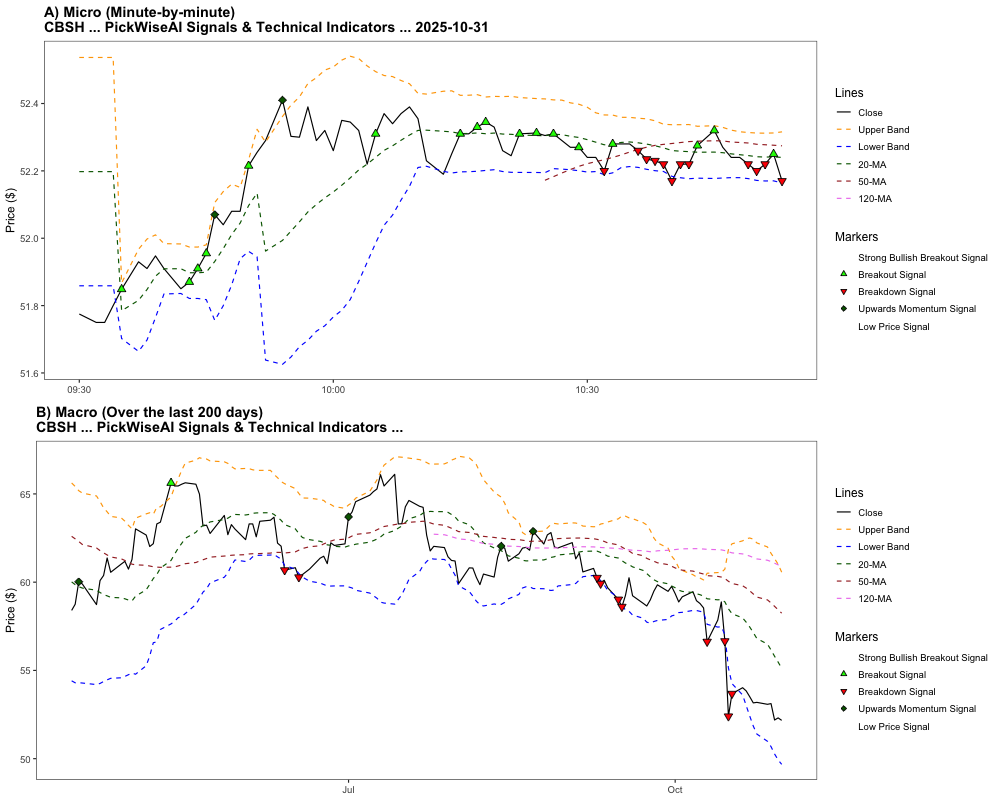 A) Micro (Minute-by-minute)
CBSH ... PickWiseAI Signals & Technical Indicators ... 2025-10-31
Price ($)
52.4
52.2
52.0
51.8
51.6
09:30
10:00
10:30
Lines
Close
Upper Band
Lower Band
20-MA
50-MA
120-MA
Markers
Strong Bullish Breakout Signal
Breakout Signal
Breakdown Signal
Upwards Momentum Signal
Low Price Signal
B) Macro (Over the last 200 days)
CBSH ... PickWiseAI Signals & Technical Indicators ...
Price ($)
65
60
55
50
Jul
Oct
Lines
Close
Upper Band
Lower Band
20-MA
50-MA
120-MA
Markers
Strong Bullish Breakout Signal
Breakout Signal
Breakdown Signal
Upwards Momentum Signal
Low Price Signal